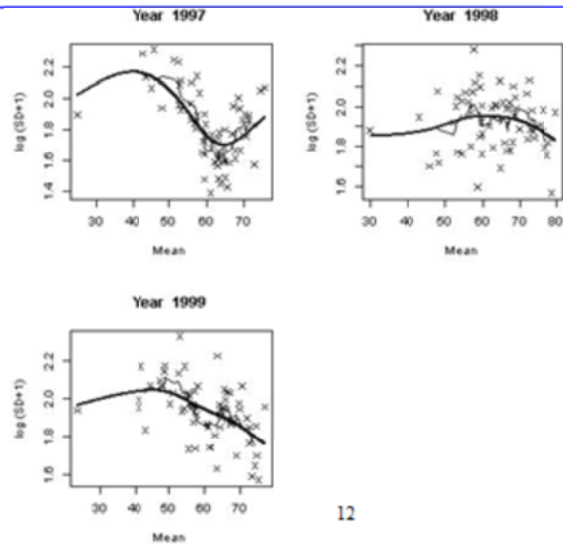 Year 1997
Year 1998
log (SD+1)
1.4 1.6 1.8 2.0 2.2
30 40 50 60 70
Mean
log (SD+1)
1.6 1.8 2.0 2.2
30 40 50 60 70 80
Mean
Year 1999
log (SD+1)
1.6 1.8 2.0 2.2
30 40 50 60 70
Mean
12